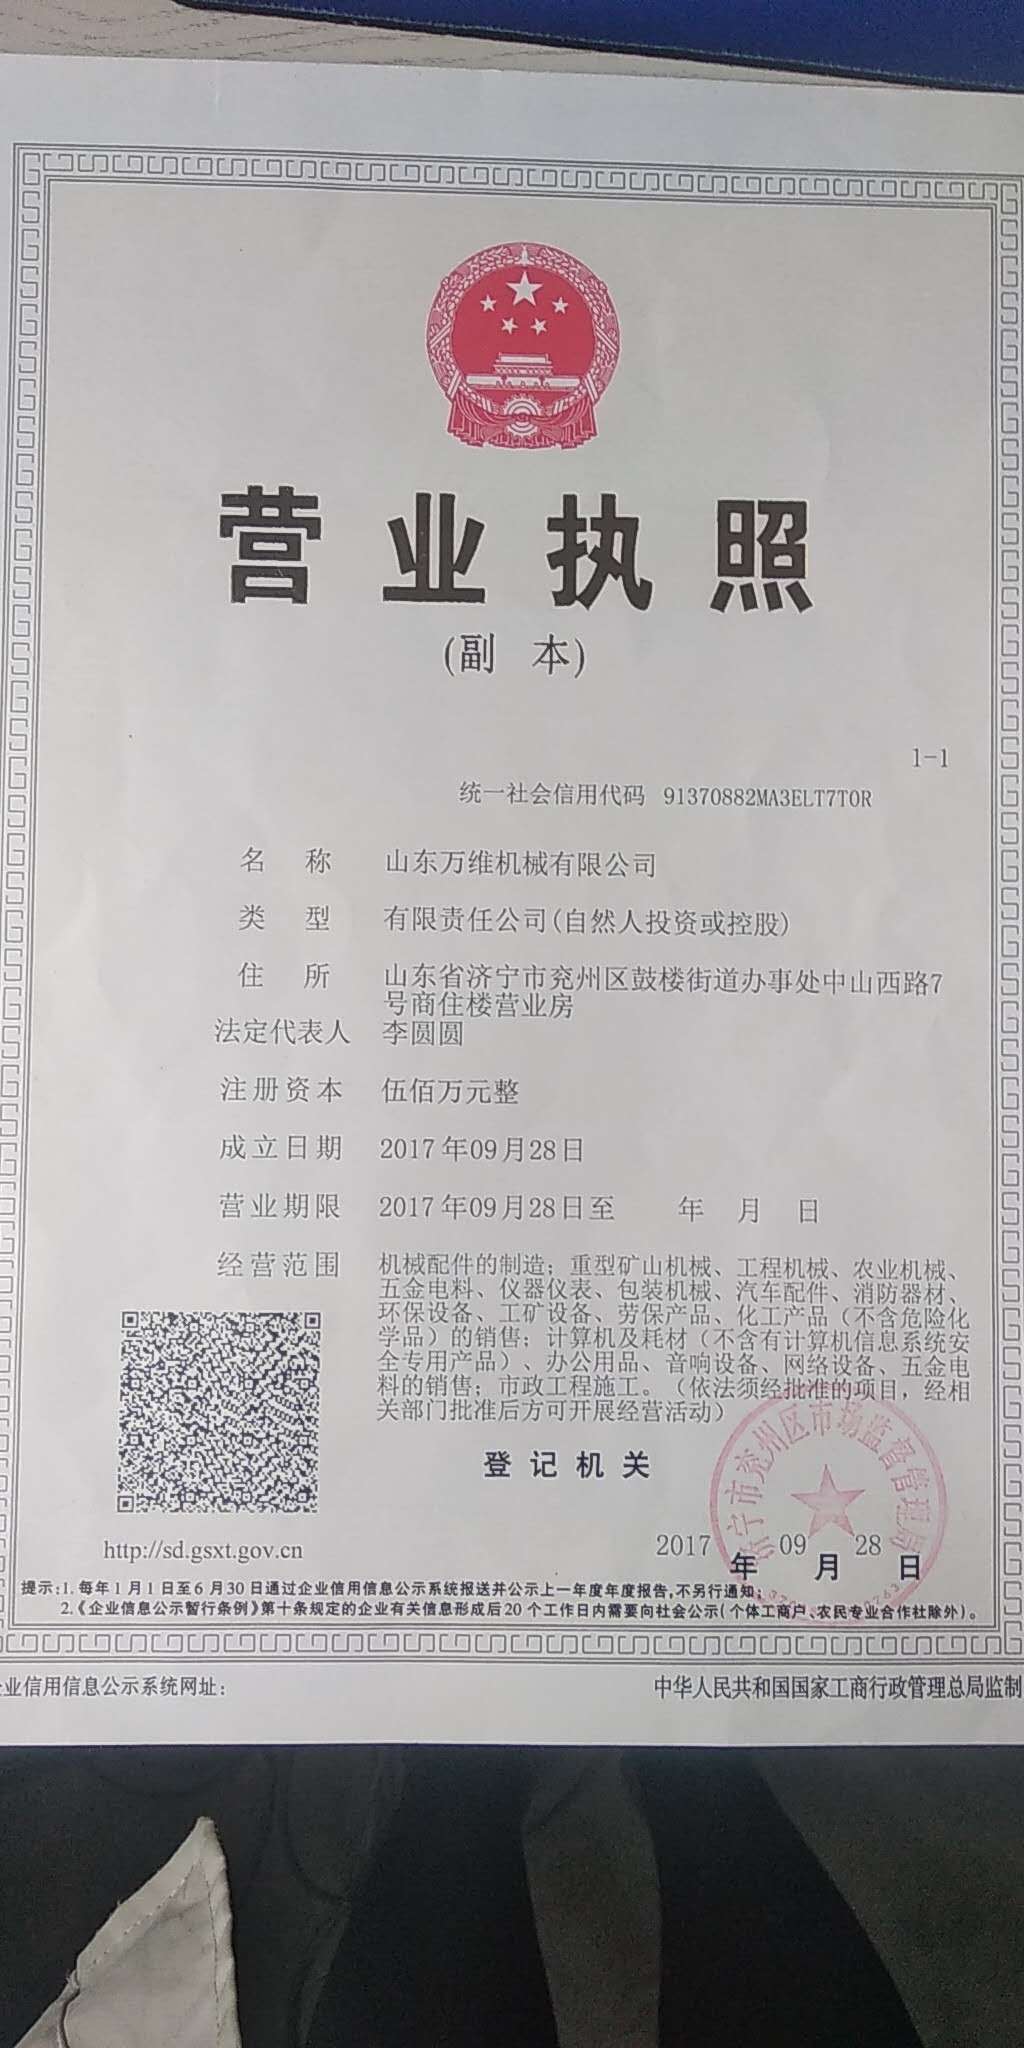 营业执照
(副 本)
1-1
统一社会信用代码 91370882MA3ELT7T0R
名 称 山东万维机械有限公司
类 型 有限责任公司(自然人投资或控股)
住 所 山东省济宁市兖州区鼓楼街道办事处中山西路7
号商住楼营业房
法定代表人 李圆圆
注册资本 伍佰万元整
成立日期 2017年09月28日
营业期限 2017年09月28日至 年 月 日
经营范围 机械配件的制造；重型矿山机械、工程机械、农业机械、
五金电料、仪器仪表、包装机械、汽车配件、消防器材、
环保设备、工矿设备、劳保产品、化工产品（不含危险化
学品）的销售；计算机及耗材（不含有计算机信息系统安
全专用产品）、办公用品、音响设备、网络设备、五金电
料的销售；市政工程施工。（依法须经批准的项目，经相
关部门批准后方可开展经营活动）
登记机关
济宁市兖州区市场监督管理局
2017年09月28日
http://sd.gsxt.gov.cn
提示:1. 每年1月1日至6月30日通过企业信用信息公示系统报送并公示上一年度年度报告,不另行通知;
2.《企业信息公示暂行条例》第十条规定的企业有关信息形成后20个工作日内需要向社会公示(个体工商户、农民专业合作社除外)。
业信用信息公示系统网址:
中华人民共和国国家工商行政管理总局监制